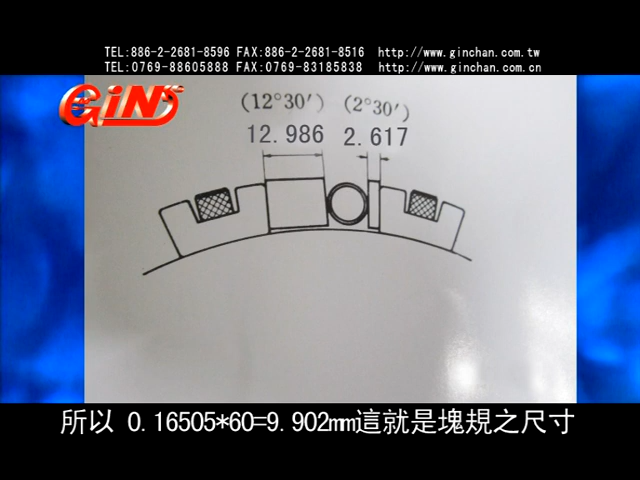 TEL:886-2-2681-8596 FAX:886-2-2681-8516 http://www.ginchan.com.tw
TEL:0769-88605888 FAX:0769-83185838 http://www.ginchan.com.cn
GiNS
(12°30′) (2°30′)
12.986 2.617
所以 0.16505*60=9.902mm這就是塊規之尺寸